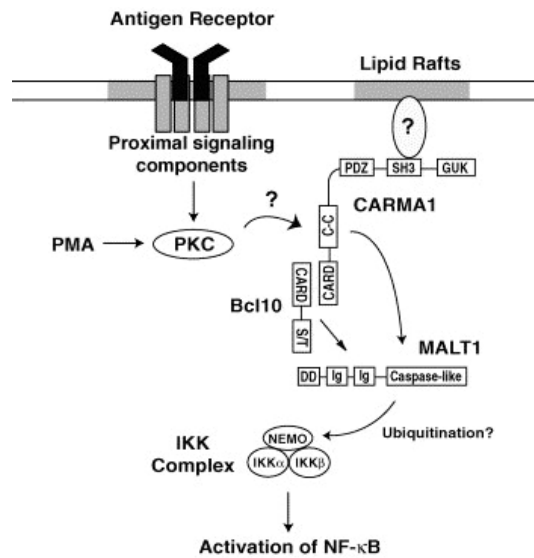 Antigen Receptor
Lipid Rafts
?
Proximal signaling
components
PDZ
SH3
GUK
CARMA1
?
C-C
PMA
PKC
CARD
CARD
Bcl10
S/T
MALT1
DD
Ig
Ig
Caspase-like
Ubiquitination?
IKK
Complex
NEMO
IKKα
IKKβ
Activation of NF-κB